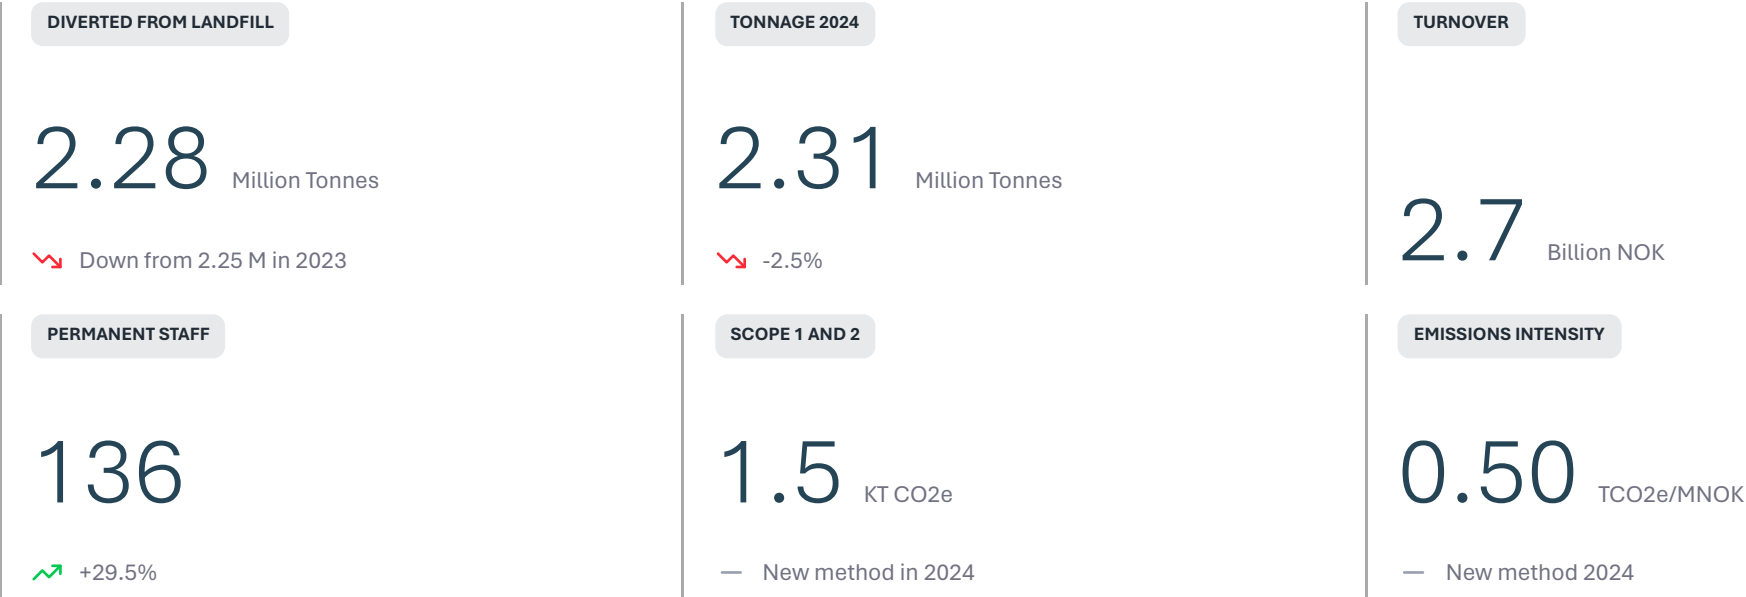 DIVERTED FROM LANDFILL
2.28 Million Tonnes
Down from 2.25 M in 2023
TONNAGE 2024
2.31 Million Tonnes
-2.5%
TURNOVER
2.7 Billion NOK
PERMANENT STAFF
136
+29.5%
SCOPE 1 AND 2
1.5 KT CO2e
New method in 2024
EMISSIONS INTENSITY
0.50 TCO2e/MNOK
New method 2024